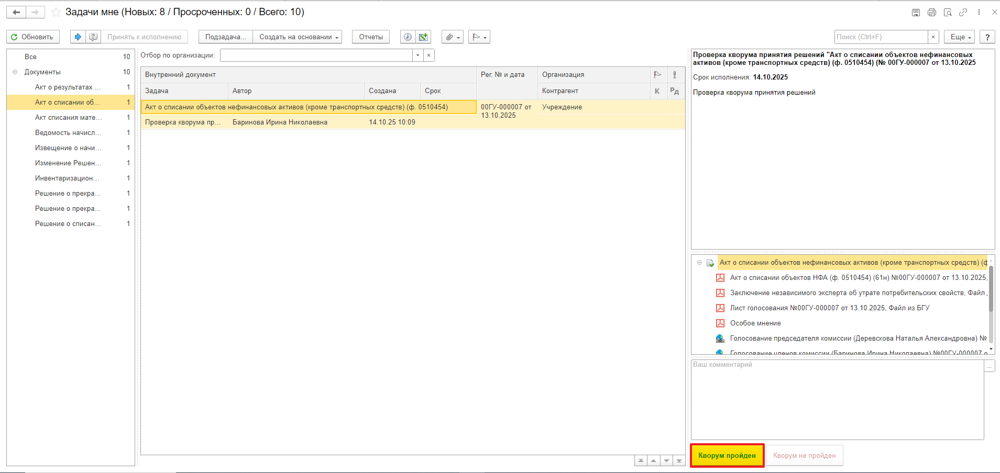 Задачи мне (Новых: 8 / Просроченных: 0 / Всего: 10)
Обновить
Принять к исполнению
Подзадача...
Создать на основании
Отчеты
Поиск (Ctrl+F)
×
Еще
?
Все 10
Документы 10
Акт о результатах ... 1
Акт о списании об... 1
Акт списания мате... 1
Ведомость начисл... 1
Извещение о начи... 1
Изменение Решен... 1
Инвентаризацион... 1
Решение о прекра... 1
Решение о прекра... 1
Решение о списан... 1
Отбор по организации:
Внутренний документ
Рег. № и дата
Организация
!
Задача
Автор
Создана
Срок
Контрагент
К
Рд
Акт о списании объектов нефинансовых активов (кроме транспортных средств) (ф. 0510454)
00ГУ-000007 от
13.10.2025
Учреждение
Проверка кворума пр...
Баринова Ирина Николаевна
14.10.25 10:09
Проверка кворума принятия решений "Акт о списании объектов нефинансовых
активов (кроме транспортных средств) (ф. 0510454) (№ 00ГУ-000007 от 13.10.2025
Срок исполнения: 14.10.2025
Проверка кворума принятия решений
Акт о списании объектов нефинансовых активов (кроме транспортных средств) (ф
Акт о списании объектов НФА (ф. 0510454) (61н) №00ГУ-000007 от 13.10.2025,
Заключение независимого эксперта об утрате потребительских свойств, Файл
Лист голосования №00ГУ-000007 от 13.10.2025, Файл из БГУ
Особое мнение
Голосование председателя комиссии (Деревскова Наталья Александровна) №
Голосование членов комиссии (Баринова Ирина Николаевна) №00ГУ-000007 о
Ваш комментарий
...
Кворум пройден
Кворум не пройден